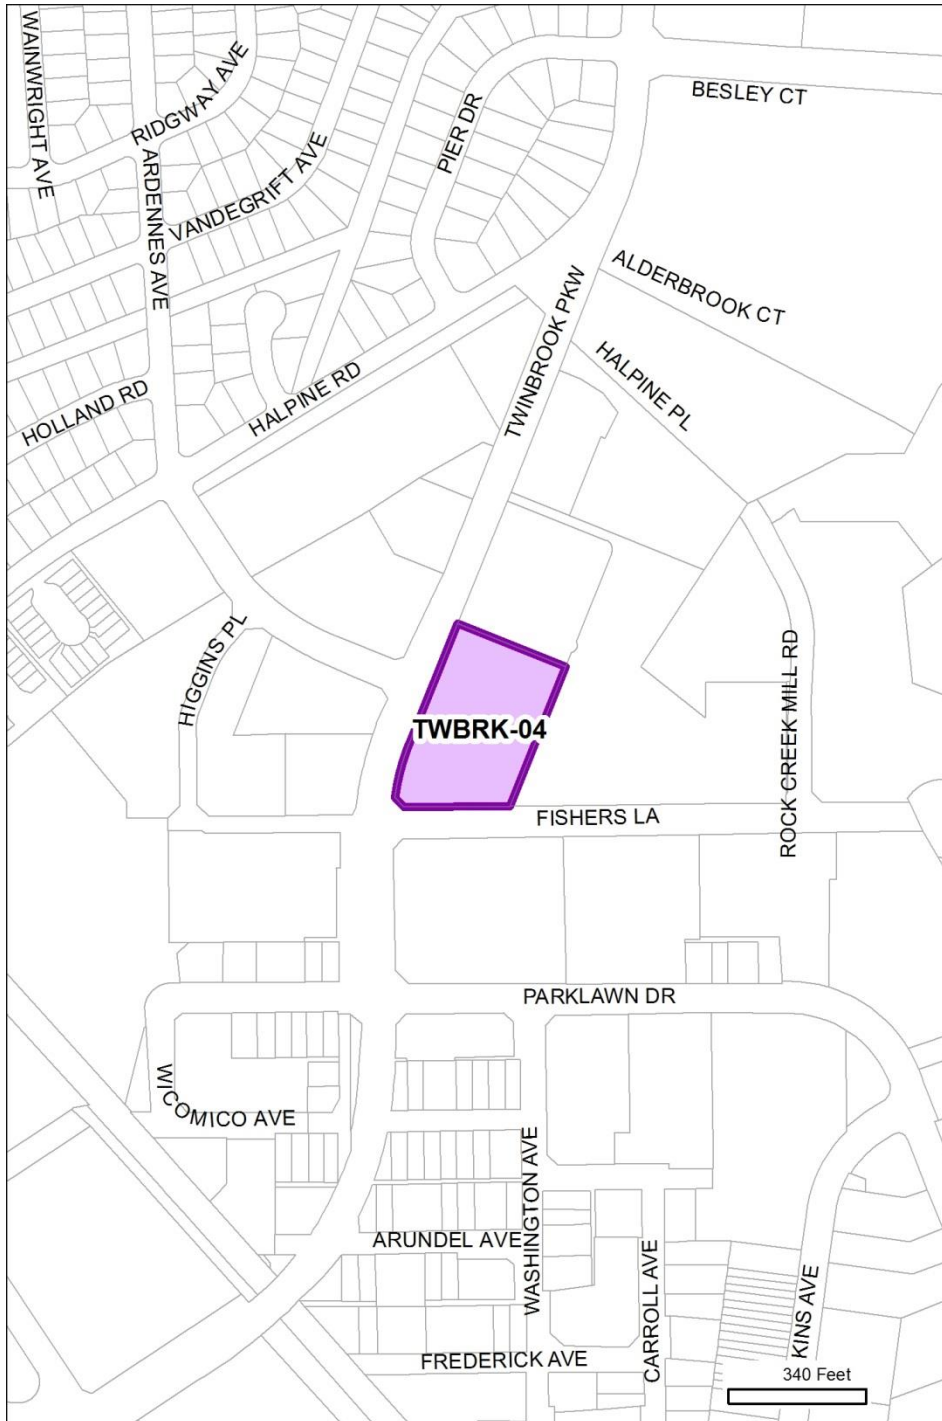 WAINWRIGHT AVE
RIDGWAY AVE
ARDENNES AVE
VANDEGRIFT AVE
PIER DR
BESLEY CT
TWINBROOK PKW
ALDERBROOK CT
HALPINE PL
HALPINE RD
HOLLAND RD
HIGGINS PL
TWBRK-04
ROCK CREEK MILL RD
FISHERS LA
PARKLAWN DR
WICOMICO AVE
WASHINGTON AVE
ARUNDEL AVE
CARROLL AVE
KINS AVE
FREDERICK AVE
340 Feet